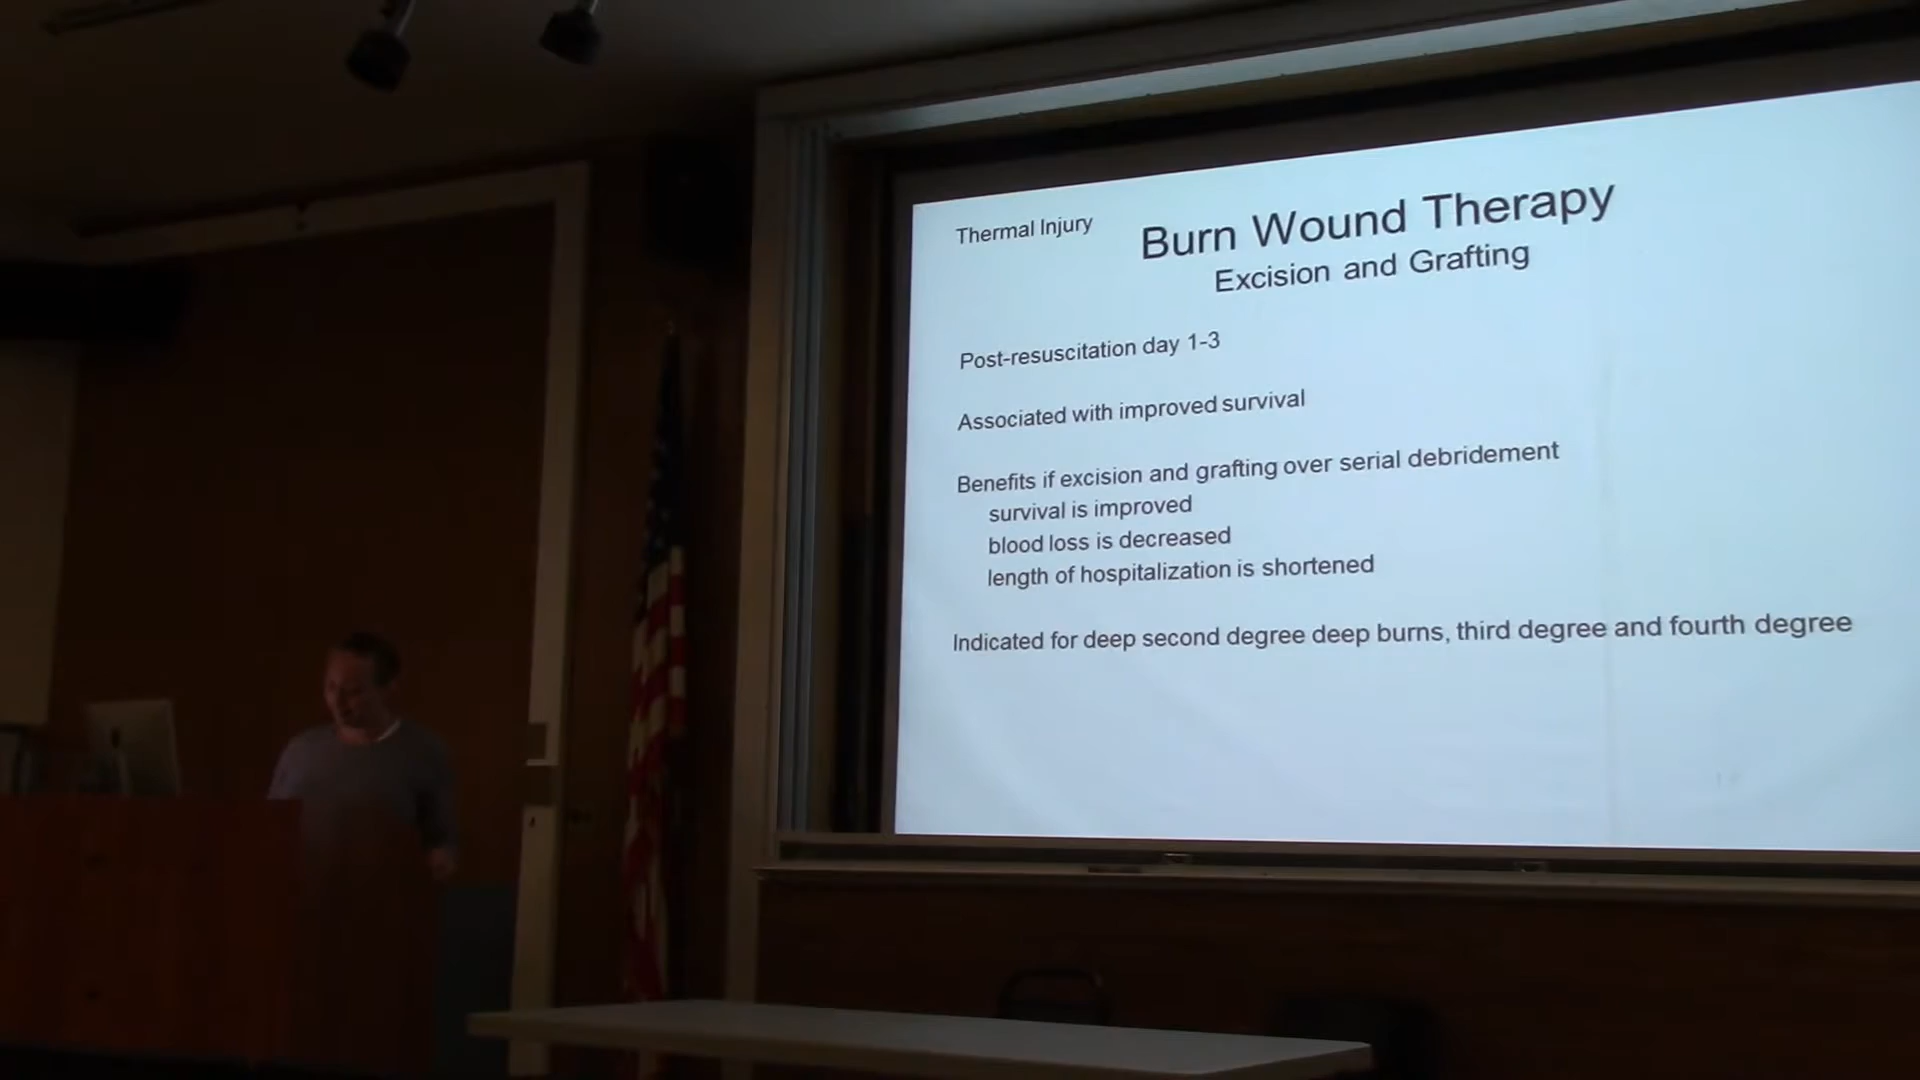 Thermal Injury
Burn Wound Therapy
Excision and Grafting
Post-resuscitation day 1-3
Associated with improved survival
Benefits if excision and grafting over serial debridement
survival is improved
blood loss is decreased
length of hospitalization is shortened
Indicated for deep second degree deep burns, third degree and fourth degree